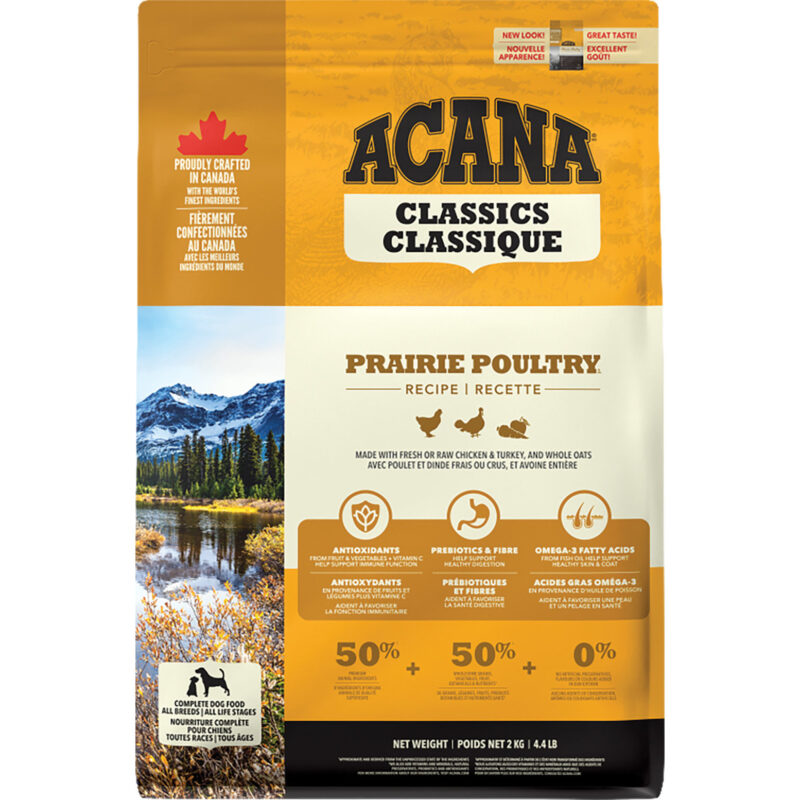 NEW LOOK!
NOUVELLE
APPARENCE!
GREAT TASTE!
EXCELLENT
GOÛT!
PROUDLY CRAFTED
IN CANADA
WITH THE WORLD'S
FINEST INGREDIENTS
FIÈREMENT
CONFECTIONNÉES
AU CANADA
AVEC LES MEILLEURS
INGRÉDIENTS DU MONDE
ACANA
CLASSICS
CLASSIQUE
PRAIRIE POULTRY
RECIPE | RECETTE
MADE WITH FRESH OR RAW CHICKEN & TURKEY, AND WHOLE OATS
AVEC POULET ET DINDE FRAIS OU CRUS, ET AVOINE ENTIÈRE
ANTIOXIDANTS
FROM FRUIT & VEGETABLES + VITAMIN C
HELP SUPPORT IMMUNE FUNCTION
ANTIOXYDANTS
EN PROVENANCE DE FRUITS ET
LÉGUMES PLUS VITAMINE C
AIDENT À FAVORISER
LA FONCTION IMMUNITAIRE
PREBIOTICS & FIBRE
HELP SUPPORT
HEALTHY DIGESTION
PRÉBIOTIQUES
ET FIBRES
AIDENT À FAVORISER
LA SANTÉ DIGESTIVE
OMEGA-3 FATTY ACIDS
FROM FISH OIL HELP SUPPORT
HEALTHY SKIN & COAT
ACIDES GRAS OMÉGA-3
EN PROVENANCE D'HUILE DE POISSON
AIDENT À FAVORISER UNE PEAU
ET UN PELAGE EN SANTÉ
50% + 50% + 0%
PREMIUM
ANIMAL INGREDIENTS
COMPLETE DOG FOOD
ALL BREEDS | ALL LIFE STAGES
NOURRITURE COMPLÈTE
POUR CHIENS
TOUTES RACES | TOUS ÂGES
NET WEIGHT | POIDS NET 2 KG | 4.4 LB